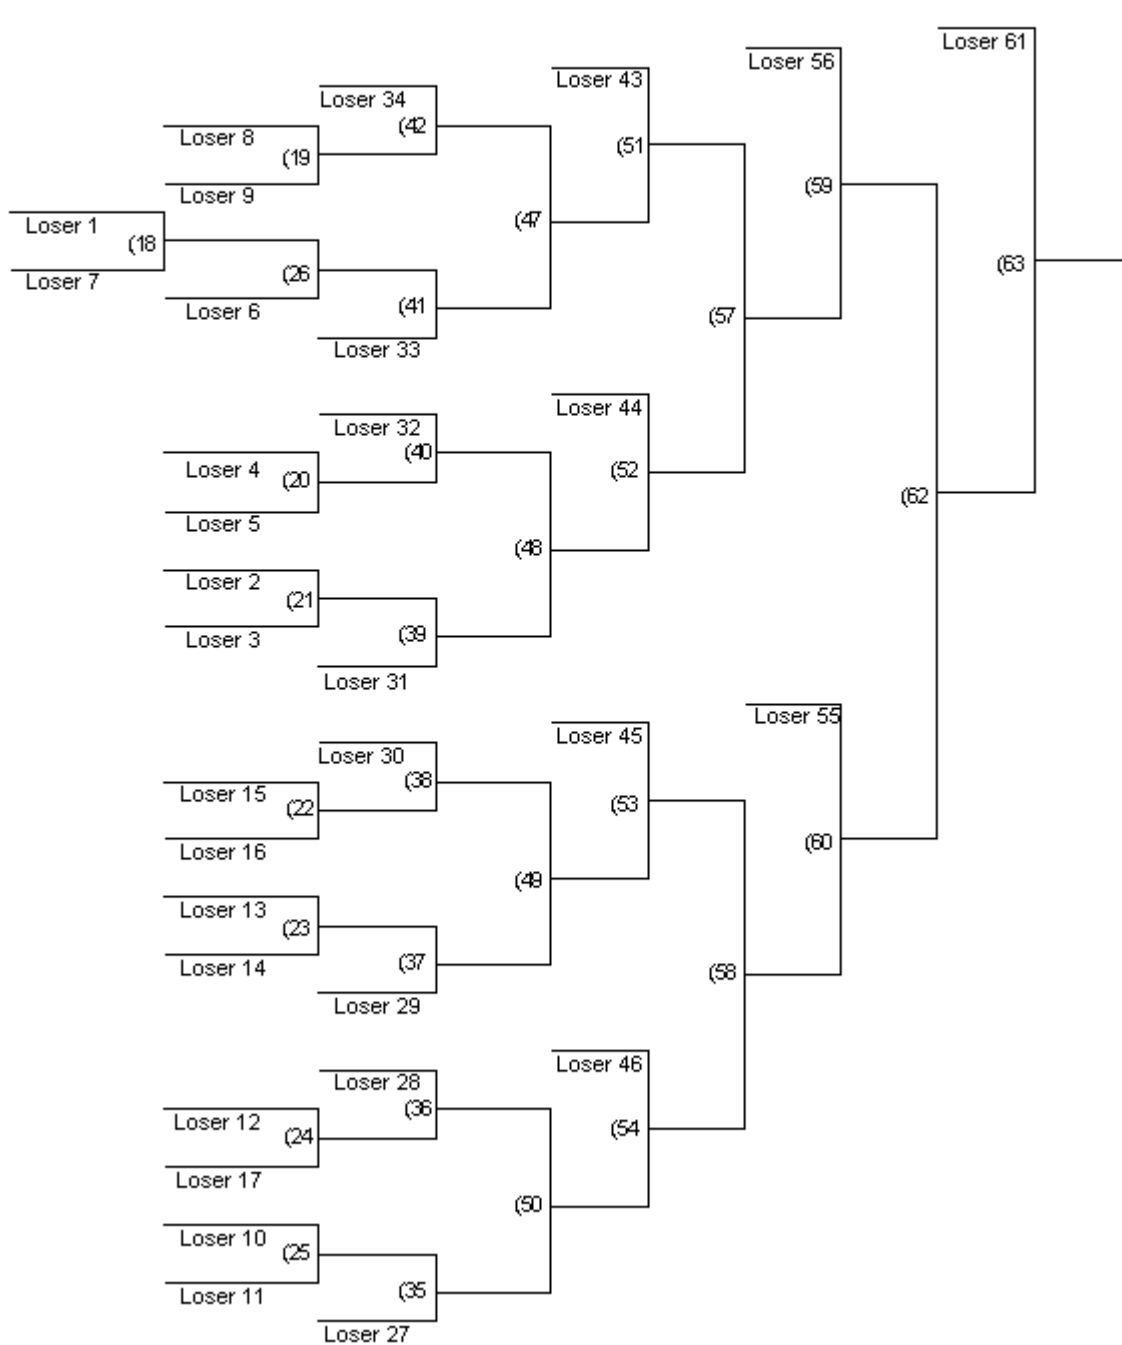 Loser 61
Loser 56
Loser 43
Loser 34
(42
Loser 8
(51
(19
(59
Loser 9
(47
Loser 1
(18
(63
(26
Loser 7
(41
Loser 6
(57
Loser 33
Loser 44
Loser 32
(40
Loser 4
(20
(52
(62
Loser 5
(48
Loser 2
(21
(39
Loser 3
Loser 31
Loser 55
Loser 45
Loser 30
(38
Loser 15
(22
(53
(60
Loser 16
(49
Loser 13
(23
(37
Loser 14
(58
Loser 29
Loser 46
Loser 28
(36
Loser 12
(24
(54
Loser 17
(50
Loser 10
(25
(35
Loser 11
Loser 27